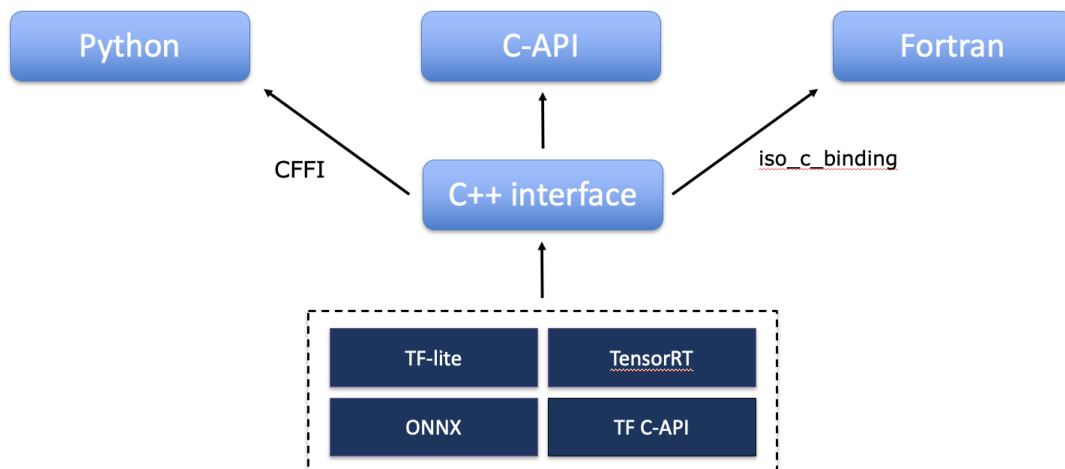 Python
C-API
Fortran
CFFI
iso_c_binding
C++ interface
TF-lite
TensorRT
ONNX
TF C-API